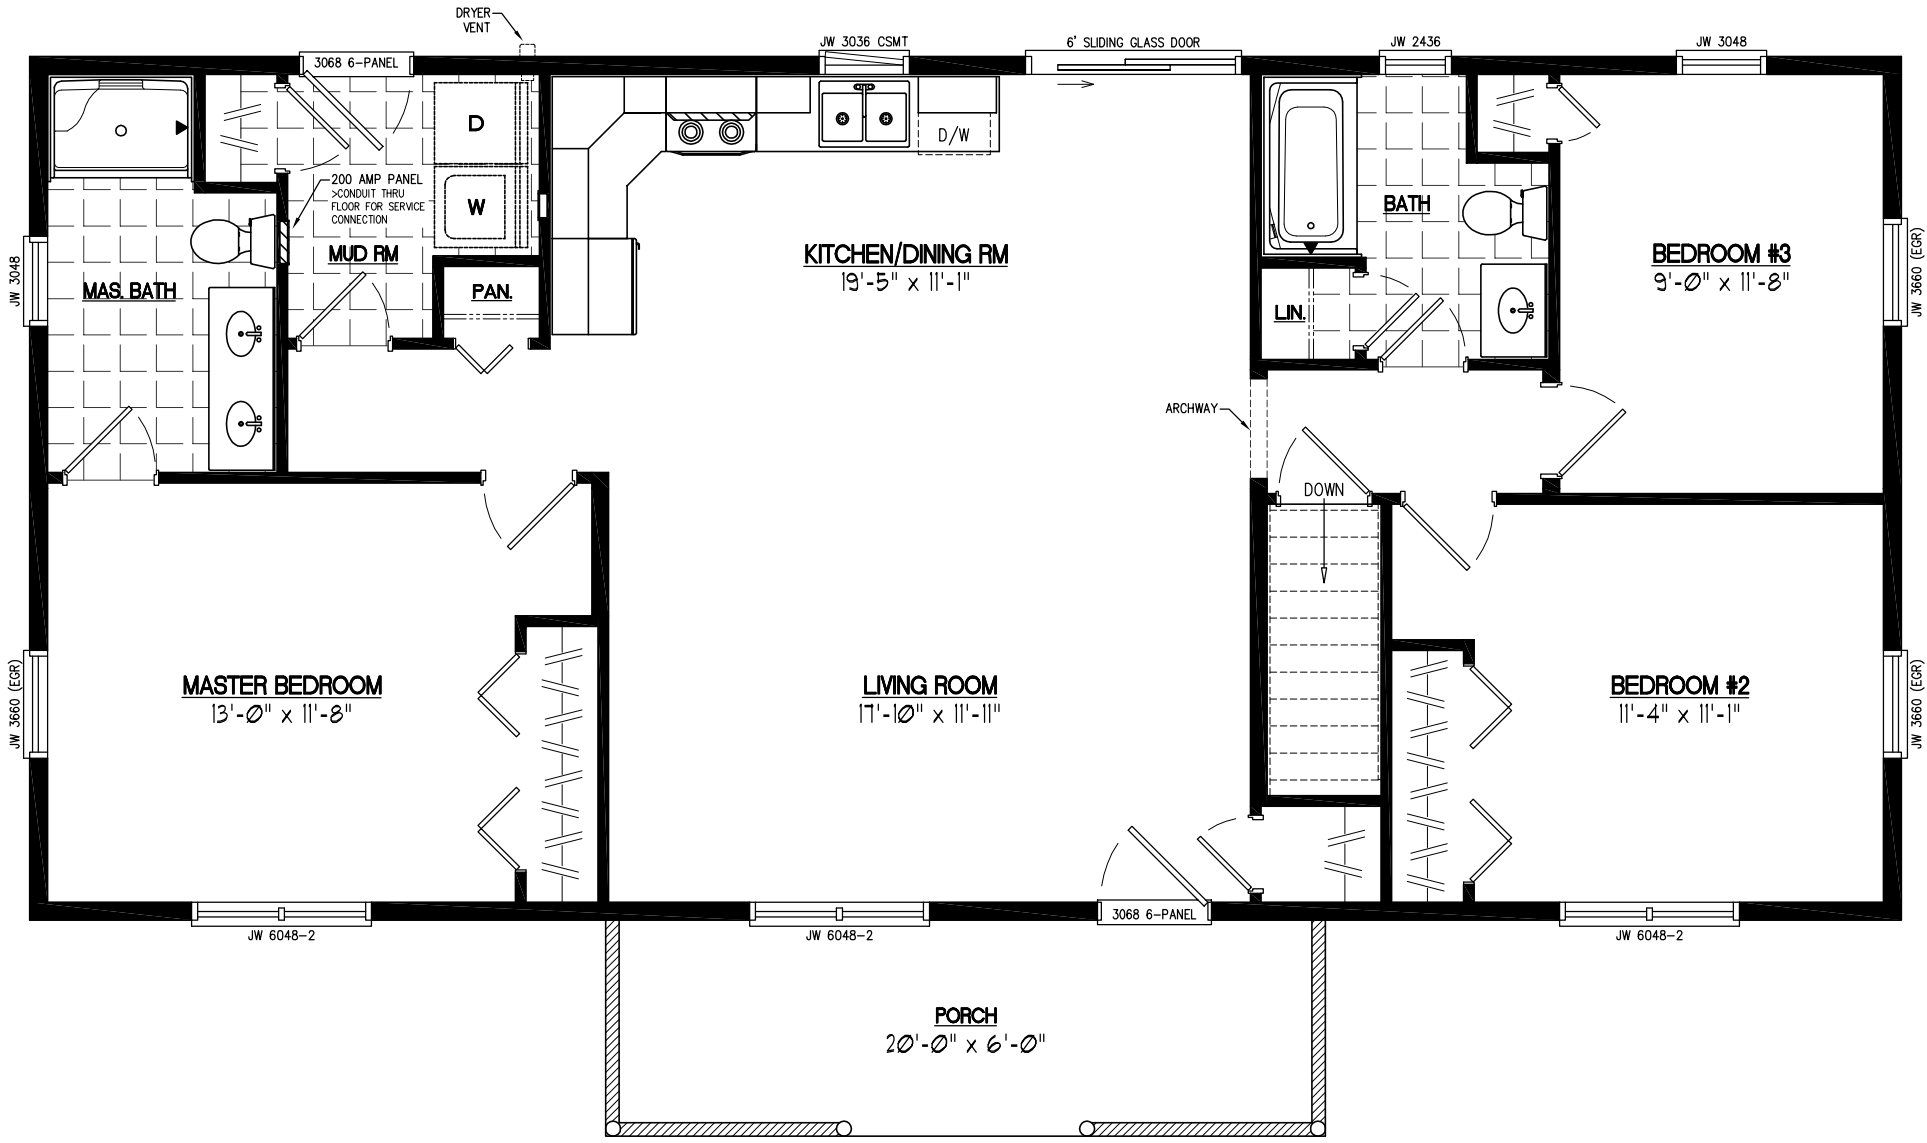 DRYER
VENT
3068 6-PANEL
JW 3036 CSMT
6' SLIDING GLASS DOOR
JW 2436
JW 3048
D
W
D/W
200 AMP PANEL
>CONDUIT THRU
FLOOR FOR SERVICE
CONNECTION
MUD RM
MAS. BATH
PAN.
JW 3048
KITCHEN/DINING RM
19'-5" x 11'-1"
BATH
LIN.
BEDROOM #3
9'-0" x 11'-8"
JW 3660 (EGR)
ARCHWAY
DOWN
JW 3660 (EGR)
MASTER BEDROOM
13'-0" x 11'-8"
LIVING ROOM
17'-10" x 11'-11"
BEDROOM #2
11'-4" x 11'-1"
JW 3660 (EGR)
JW 6048-2
JW 6048-2
3068 6-PANEL
JW 6048-2
PORCH
20'-0" x 6'-0"